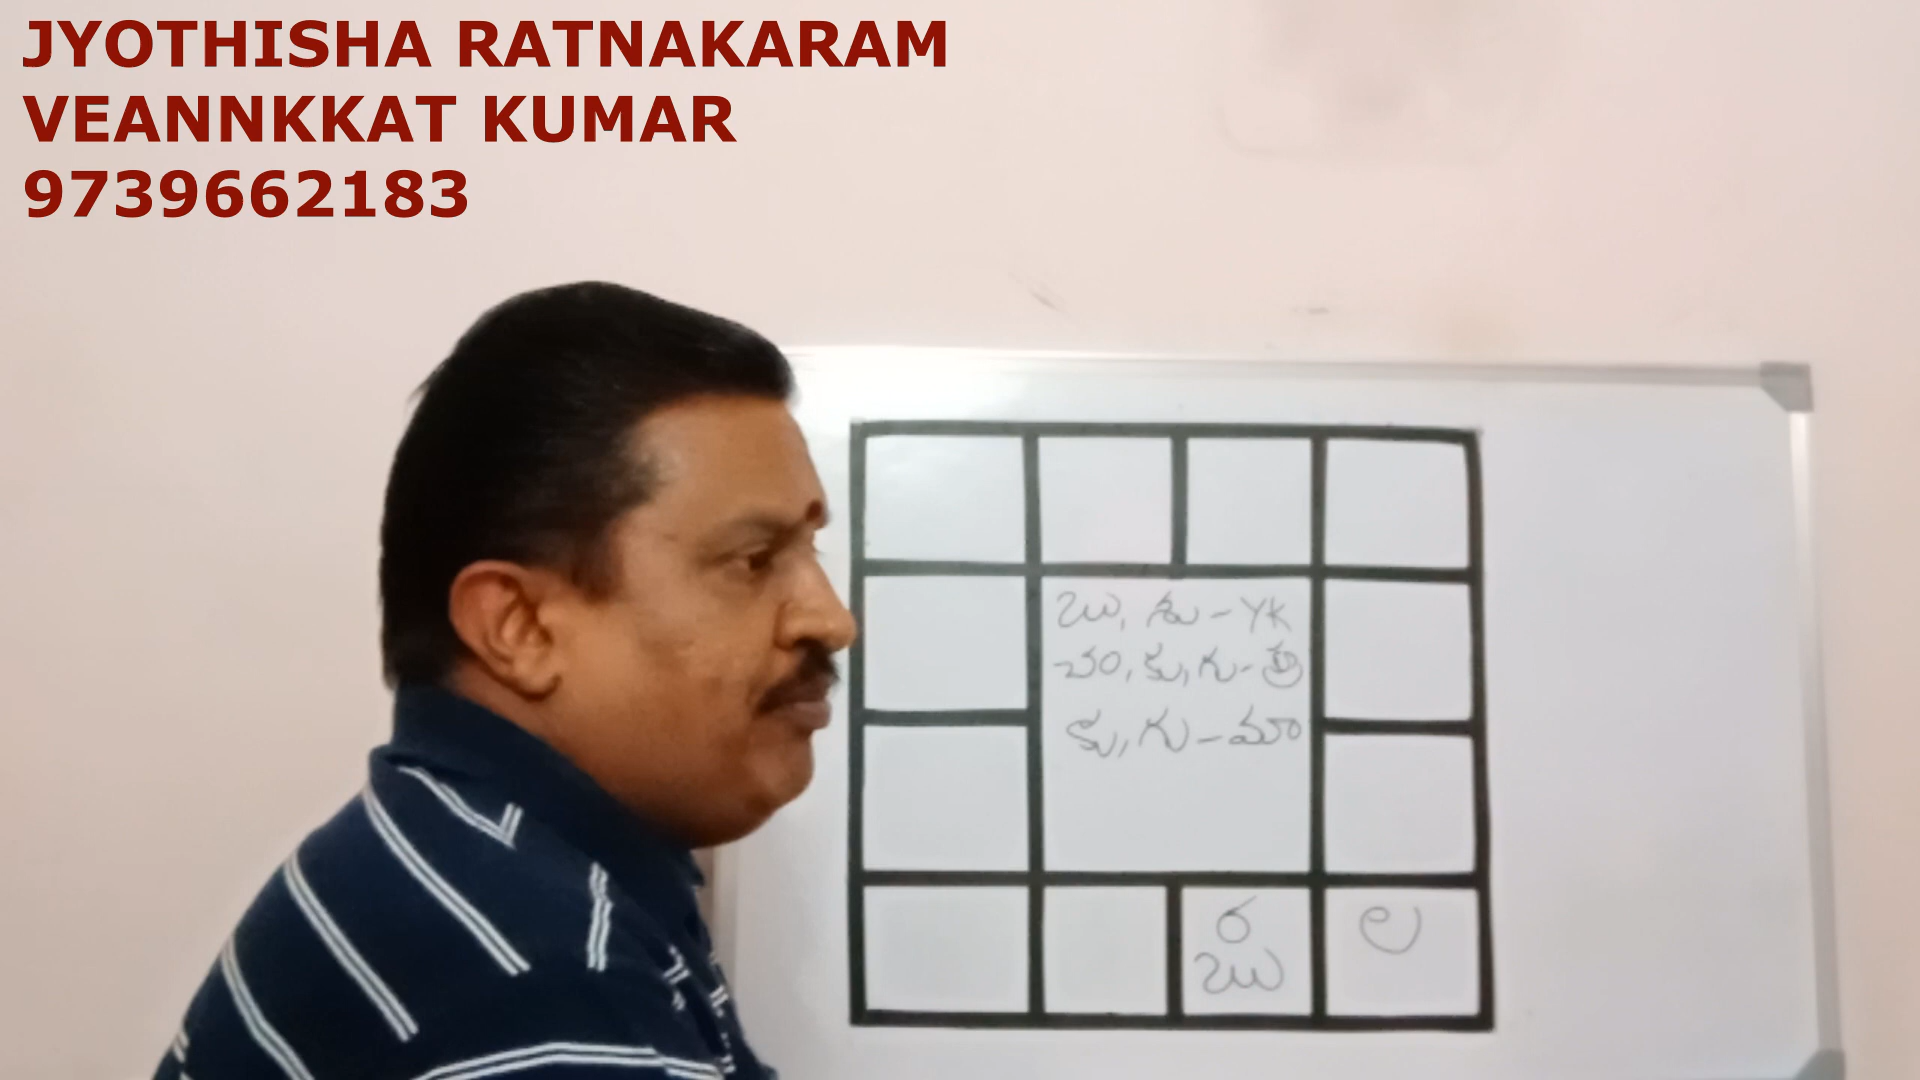 JYOTHISHA RATNAKARAM
VEANNKKAT KUMAR
9739662183
బు, శు-YK
చం, కు, గు-త్రి
కు, గు-మా
ర
బు
ల